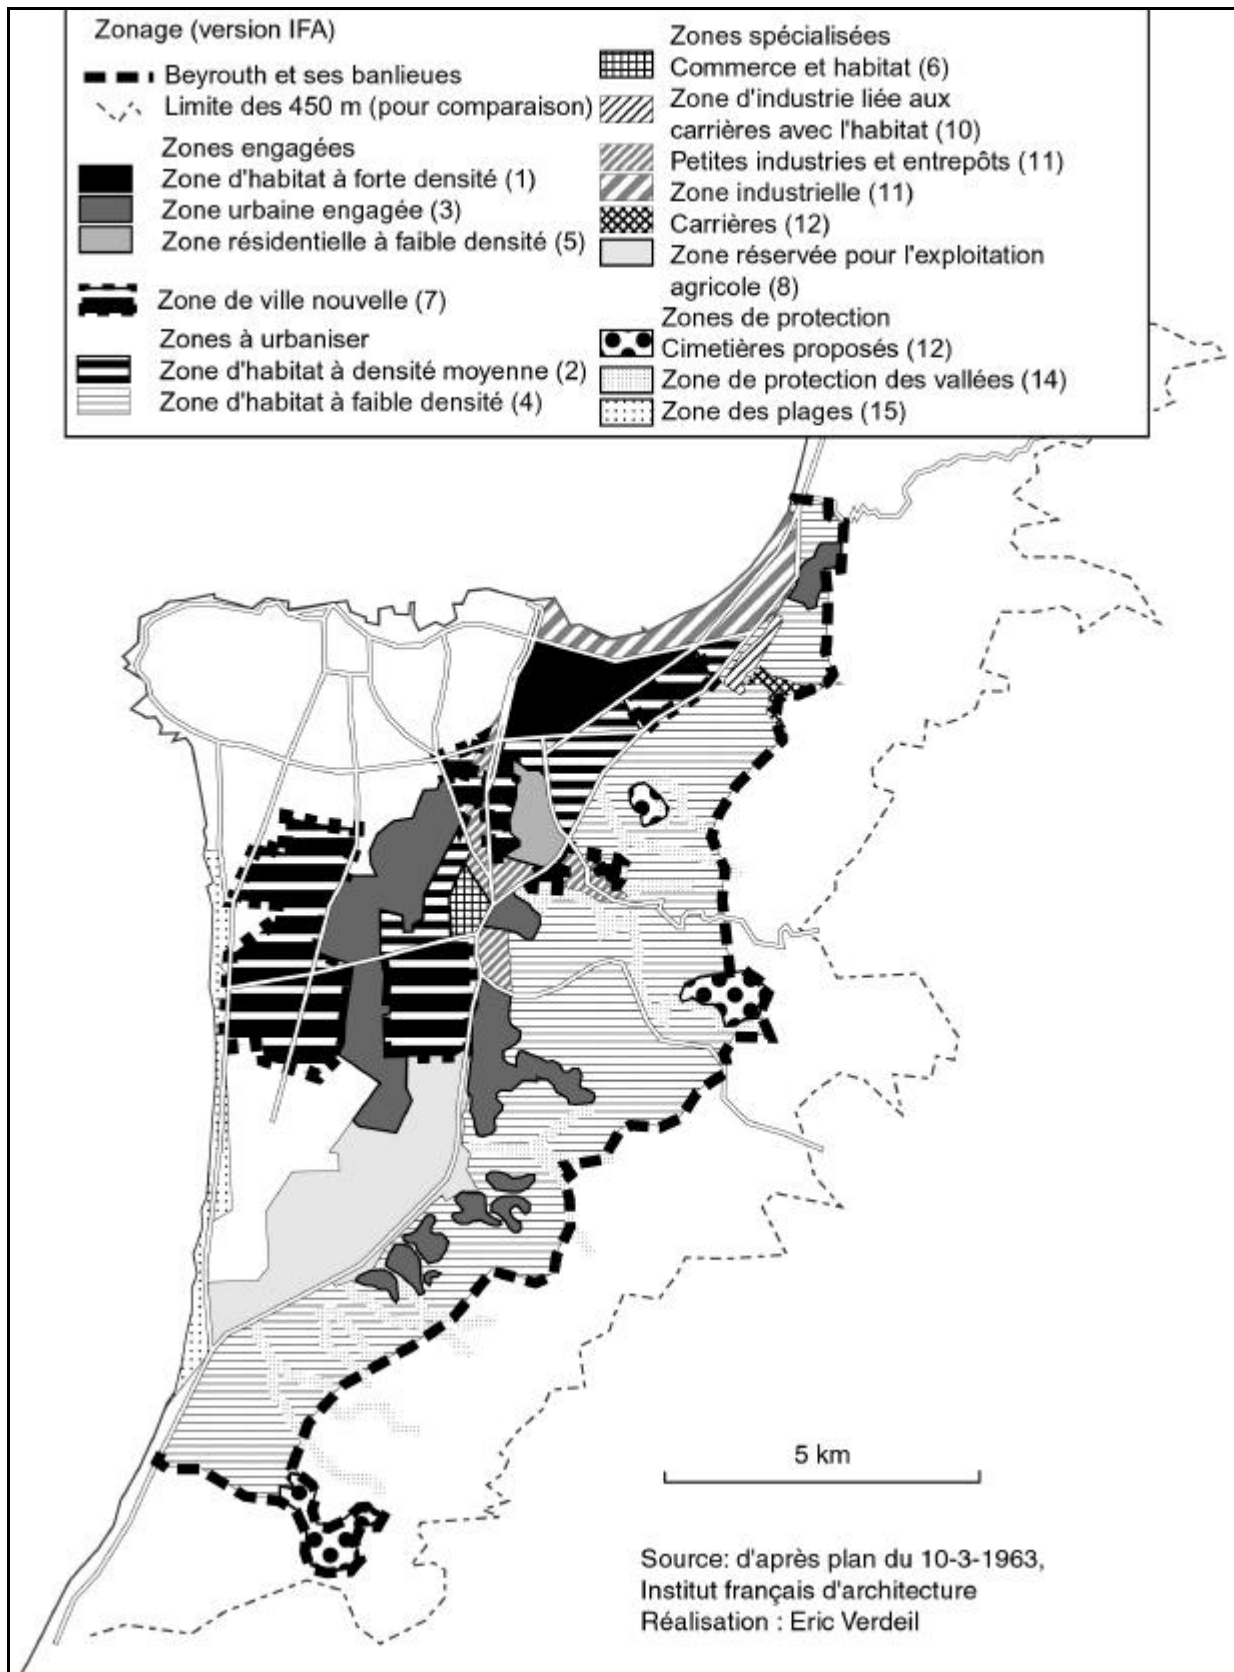 Zonage (version IFA)
Beyrouth et ses banlieues
Limite des 450 m (pour comparaison)
Zones engagées
Zone d'habitat à forte densité (1)
Zone urbaine engagée (3)
Zone résidentielle à faible densité (5)
Zone de ville nouvelle (7)
Zones à urbaniser
Zone d'habitat à densité moyenne (2)
Zone d'habitat à faible densité (4)
Zones spécialisées
Commerce et habitat (6)
Zone d'industrie liée aux
carrières avec l'habitat (10)
Petites industries et entrepôts (11)
Zone industrielle (11)
Carrières (12)
Zone réservée pour l'exploitation
agricole (8)
Zones de protection
Cimetières proposés (12)
Zone de protection des vallées (14)
Zone des plages (15)
5 km
Source: d'après plan du 10-3-1963,
Institut français d'architecture
Réalisation : Eric Verdeil